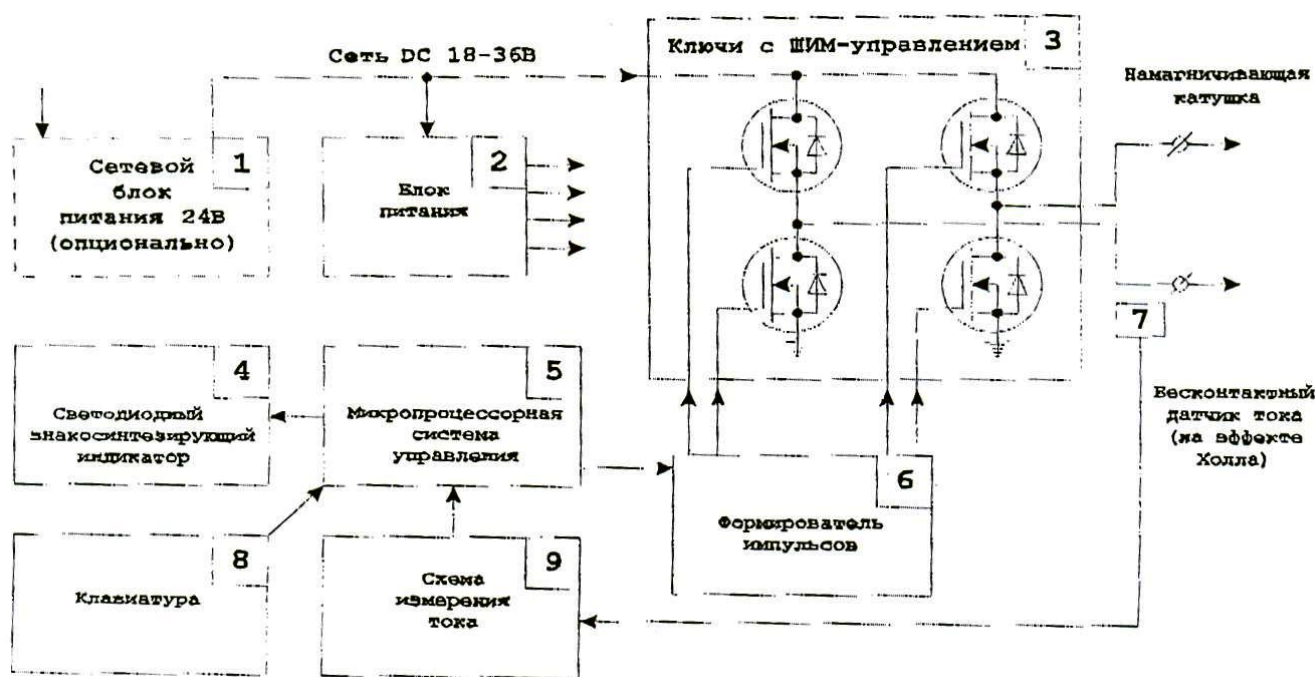 Сеть DC 18-36В
Ключи с ШИМ-управлением
3
Намагничивающая
катушка
1
Сетевой
блок
питания 24В
(опционально)
2
Блок
питания
7
4
Светодиодный
знакосинтезирующий
индикатор
5
Микропроцессорная
система
управления
Бесконтактный
датчик тока
(на эффекте
Холла)
6
Формирователь
импульсов
8
Клавиатура
9
Схема
измерения
тока